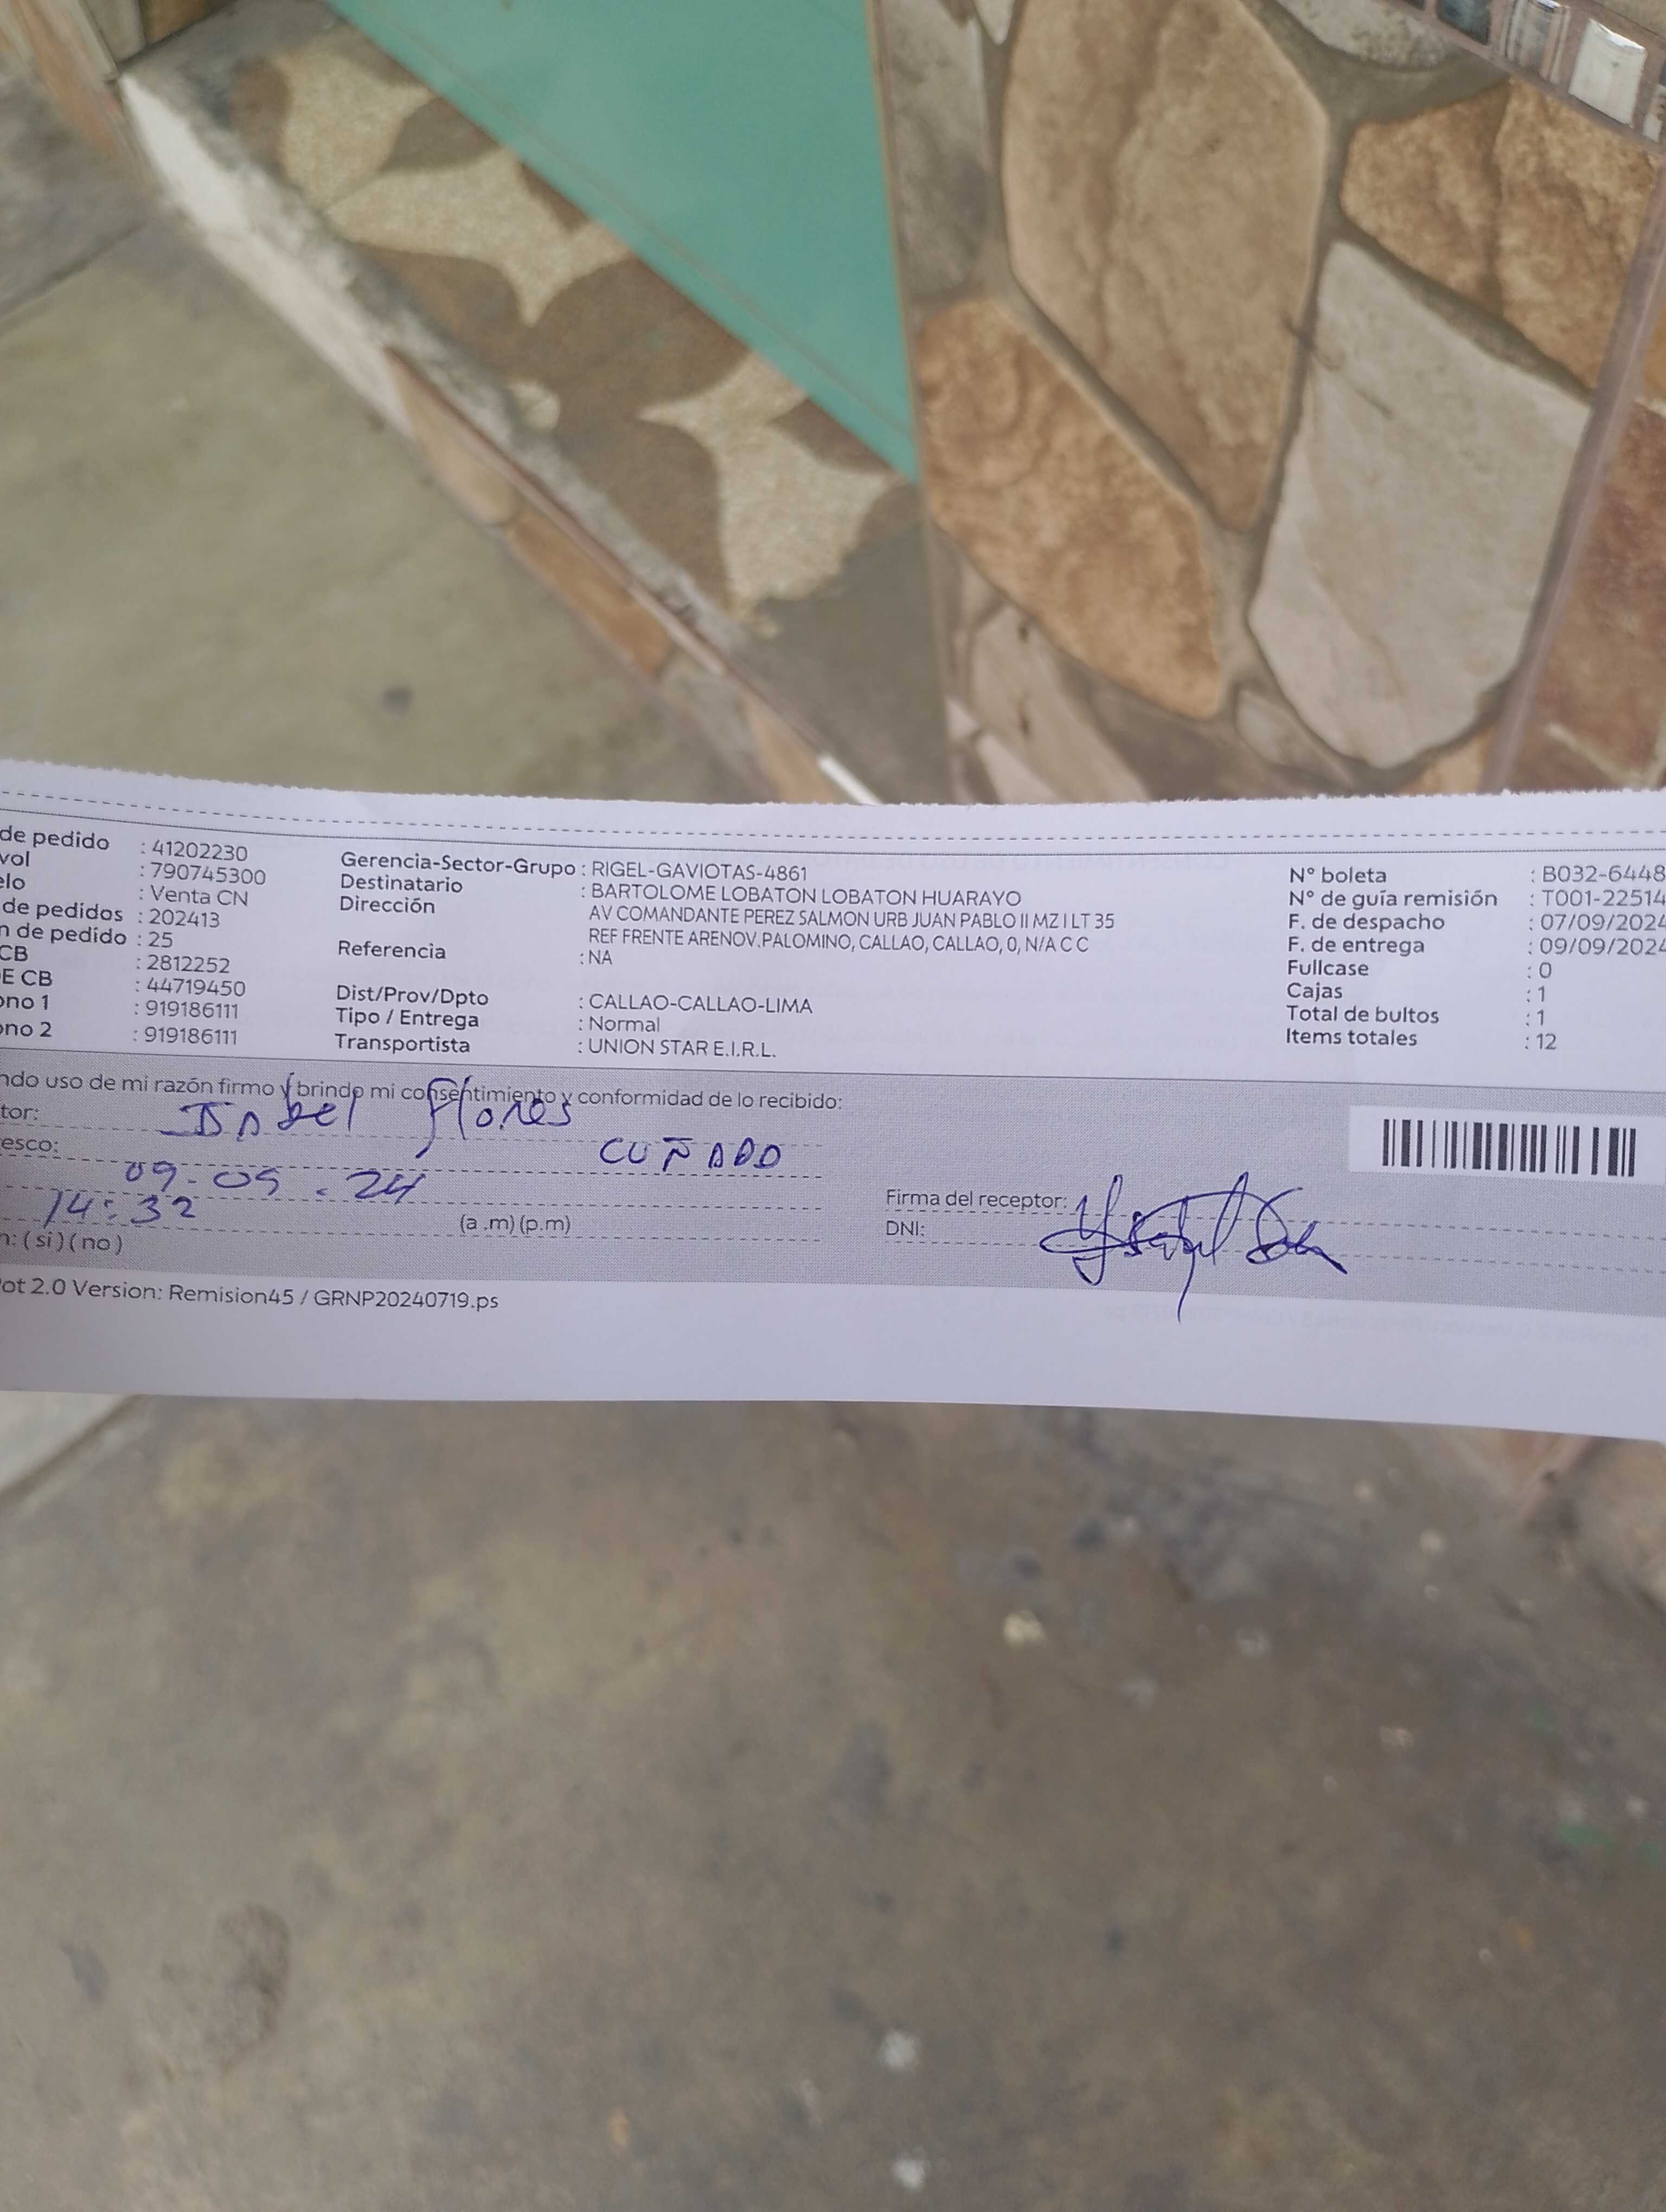 de pedido : 41202230
vol : 790745300
elo : Venta CN
de pedidos : 202413
n de pedido : 25
CB : 2812252
E CB : 44719450
ono 1 : 919186111
ono 2 : 919186111
Gerencia-Sector-Grupo : RIGEL-GAVIOTAS-4861
Destinatario : BARTOLOME LOBATON LOBATON HUARAYO
Dirección AV COMANDANTE PEREZ SALMON URB JUAN PABLO II MZ I LT 35
REF FRENTE ARENOV.PALOMINO, CALLAO, CALLAO, 0, N/A C C
Referencia : NA
Dist/Prov/Dpto : CALLAO-CALLAO-LIMA
Tipo / Entrega : Normal
Transportista : UNION STAR E.I.R.L.
N° boleta : B032-6448
N° de guía remisión : T001-22514
F. de despacho : 07/09/2024
F. de entrega : 09/09/2024
Fullcase : 0
Cajas : 1
Total de bultos : 1
Items totales : 12
ndo uso de mi razón firmo y brindo mi consentimiento y conformidad de lo recibido:
tor: Isabel flores
esco: CUÑADO
09-09.24
14:32 (a .m) (p.m)
n: ( si ) ( no )
Firma del receptor:
DNI:
ot 2.0 Version: Remision45 / GRNP20240719.ps